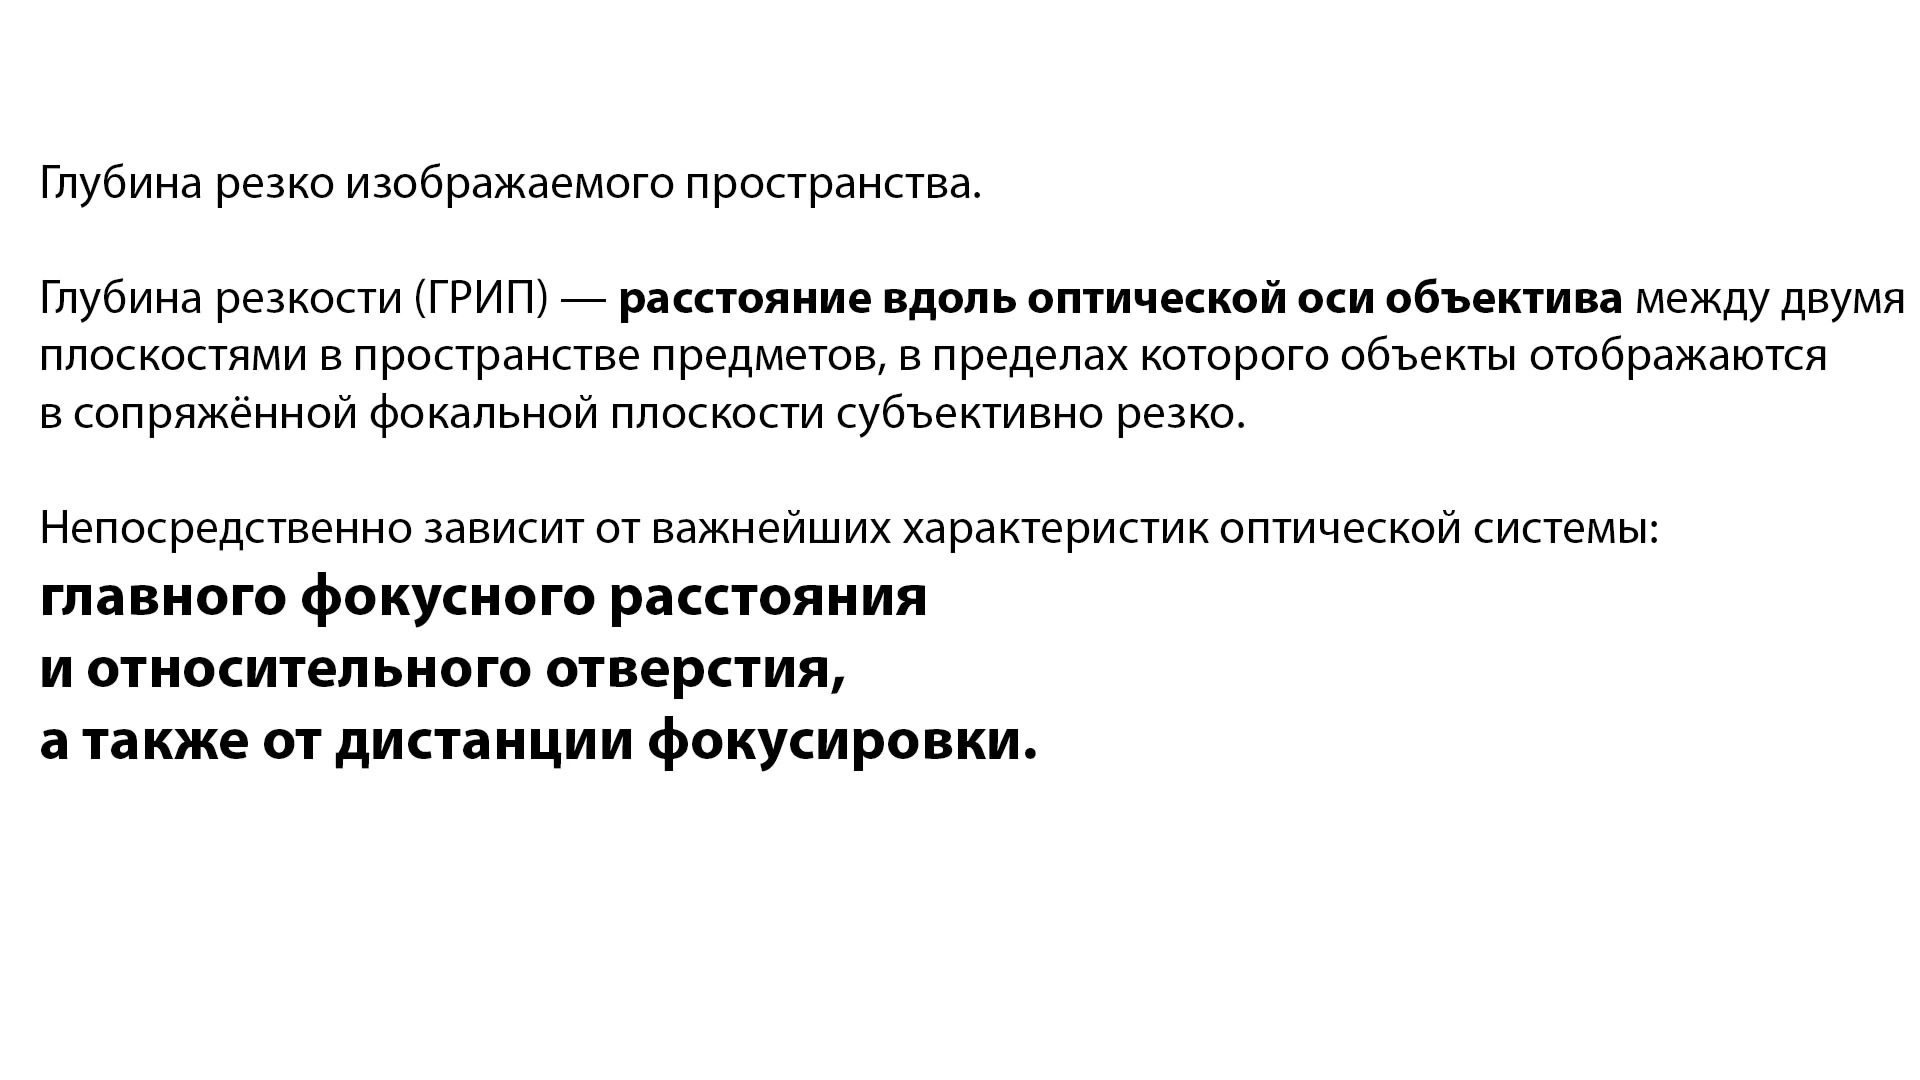 Глубина резко изображаемого пространства.
Глубина резкости (ГРИП) — расстояние вдоль оптической оси объектива между двумя
плоскостями в пространстве предметов, в пределах которого объекты отображаются
в сопряжённой фокальной плоскости субъективно резко.
Непосредственно зависит от важнейших характеристик оптической системы:
главного фокусного расстояния
и относительного отверстия,
а также от дистанции фокусировки.